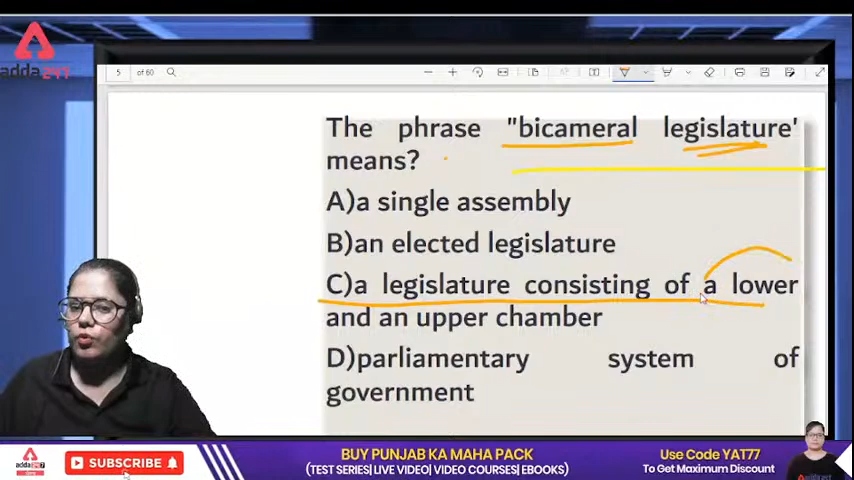 adda247
5 of 60
The phrase "bicameral legislature'
means?
A)a single assembly
B)an elected legislature
C)a legislature consisting of a lower
and an upper chamber
D)parliamentary system of
government
adda247
SUBSCRIBE
BUY PUNJAB KA MAHA PACK
(TEST SERIES| LIVE VIDEO| VIDEO COURSES| EBOOKS)
Use Code YAT77
To Get Maximum Discount